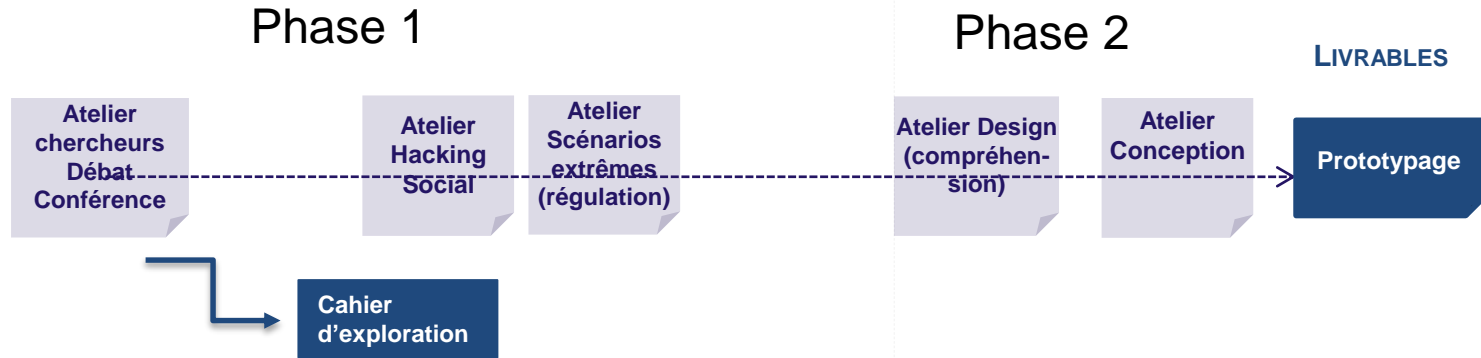 Phase 1
Phase 2
LIVRABLES
Atelier
chercheurs
Débat
Conférence
Atelier
Hacking
Social
Atelier
Scénarios
extrêmes
(régulation)
Atelier Design
(compréhen-
sion)
Atelier
Conception
Prototypage
Cahier
d'exploration